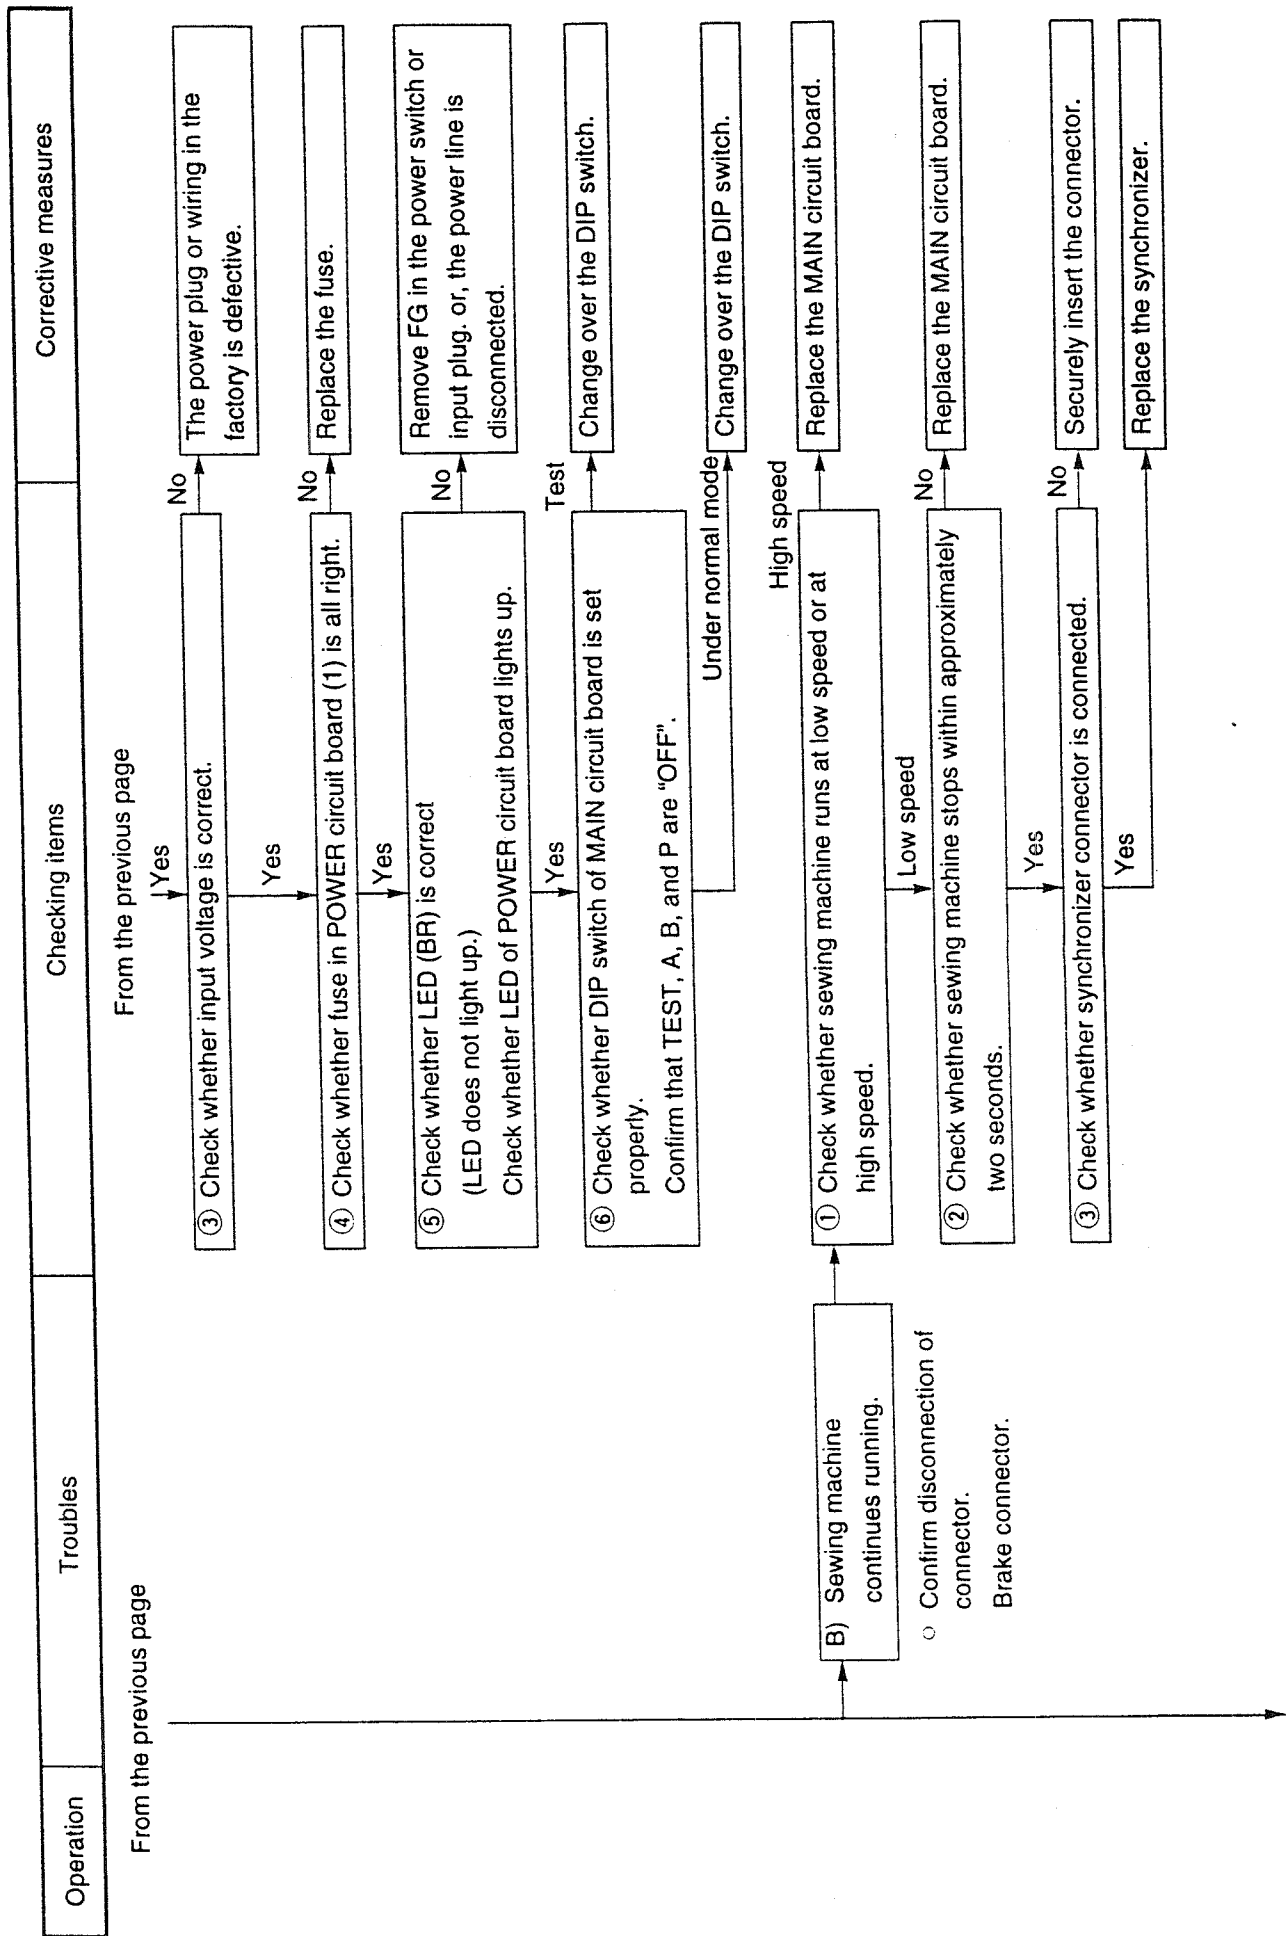 Operation
Troubles
Checking items
Corrective measures
From the previous page
From the previous page
Yes
③ Check whether input voltage is correct.
No
The power plug or wiring in the
factory is defective.
Yes
④ Check whether fuse in POWER circuit board (1) is all right.
No
Replace the fuse.
Yes
⑤ Check whether LED (BR) is correct
(LED does not light up.)
Check whether LED of POWER circuit board lights up.
No
Remove FG in the power switch or
input plug. or, the power line is
disconnected.
Yes
⑥ Check whether DIP switch of MAIN circuit board is set
properly.
Confirm that TEST, A, B, and P are “OFF”.
Test
Change over the DIP switch.
Under normal mode
Change over the DIP switch.
B) Sewing machine
continues running.
○ Confirm disconnection of
connector.
Brake connector.
① Check whether sewing machine runs at low speed or at
high speed.
High speed
Replace the MAIN circuit board.
Low speed
② Check whether sewing machine stops within approximately
two seconds.
No
Replace the MAIN circuit board.
Yes
③ Check whether synchronizer connector is connected.
No
Securely insert the connector.
Yes
Replace the synchronizer.